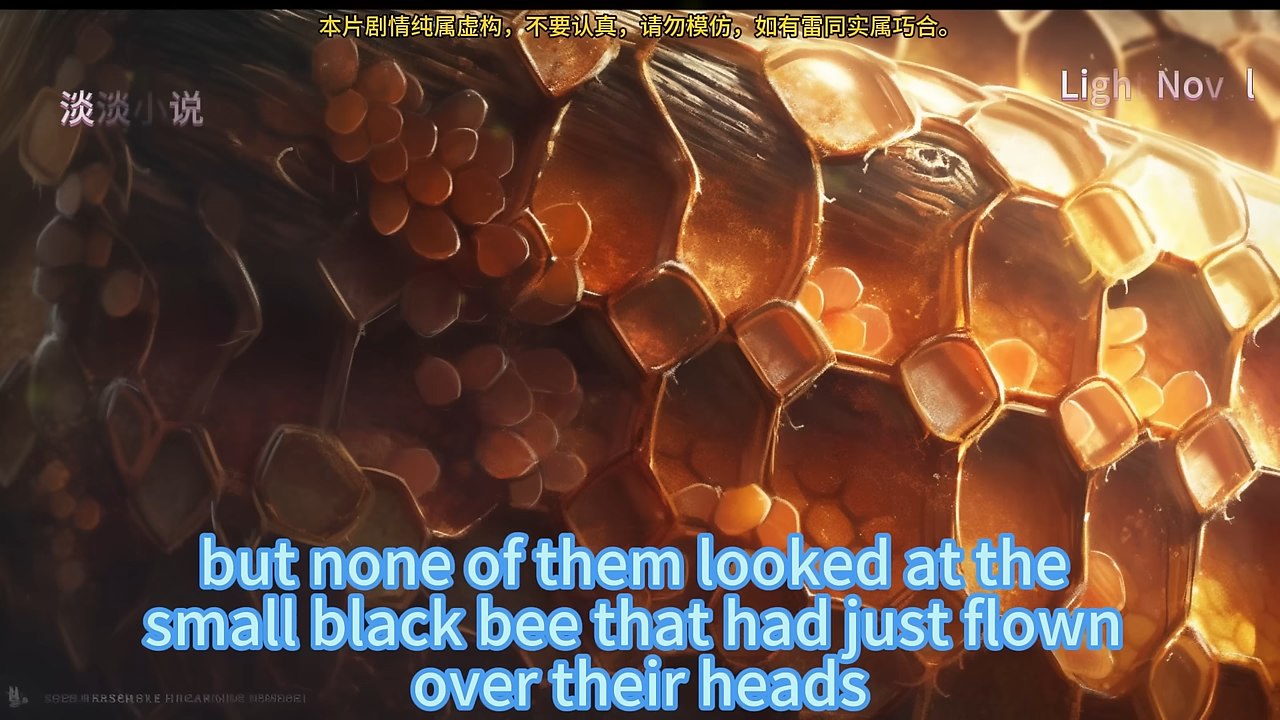 本片剧情纯属虚构，不要认真，请勿模仿，如有雷同实属巧合。
淡淡小说
Light Nov l
but none of them looked at the
small black bee that had just flown
over their heads